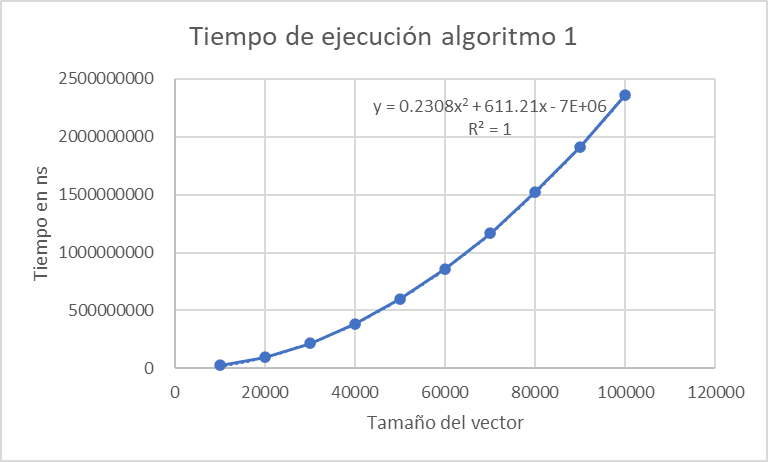 Tiempo de ejecución algoritmo 1
2500000000
y = 0.2308x² + 611.21x - 7E+06
R² = 1
2000000000
1500000000
1000000000
500000000
0
Tiempo en ns
0 20000 40000 60000 80000 100000 120000
Tamaño del vector